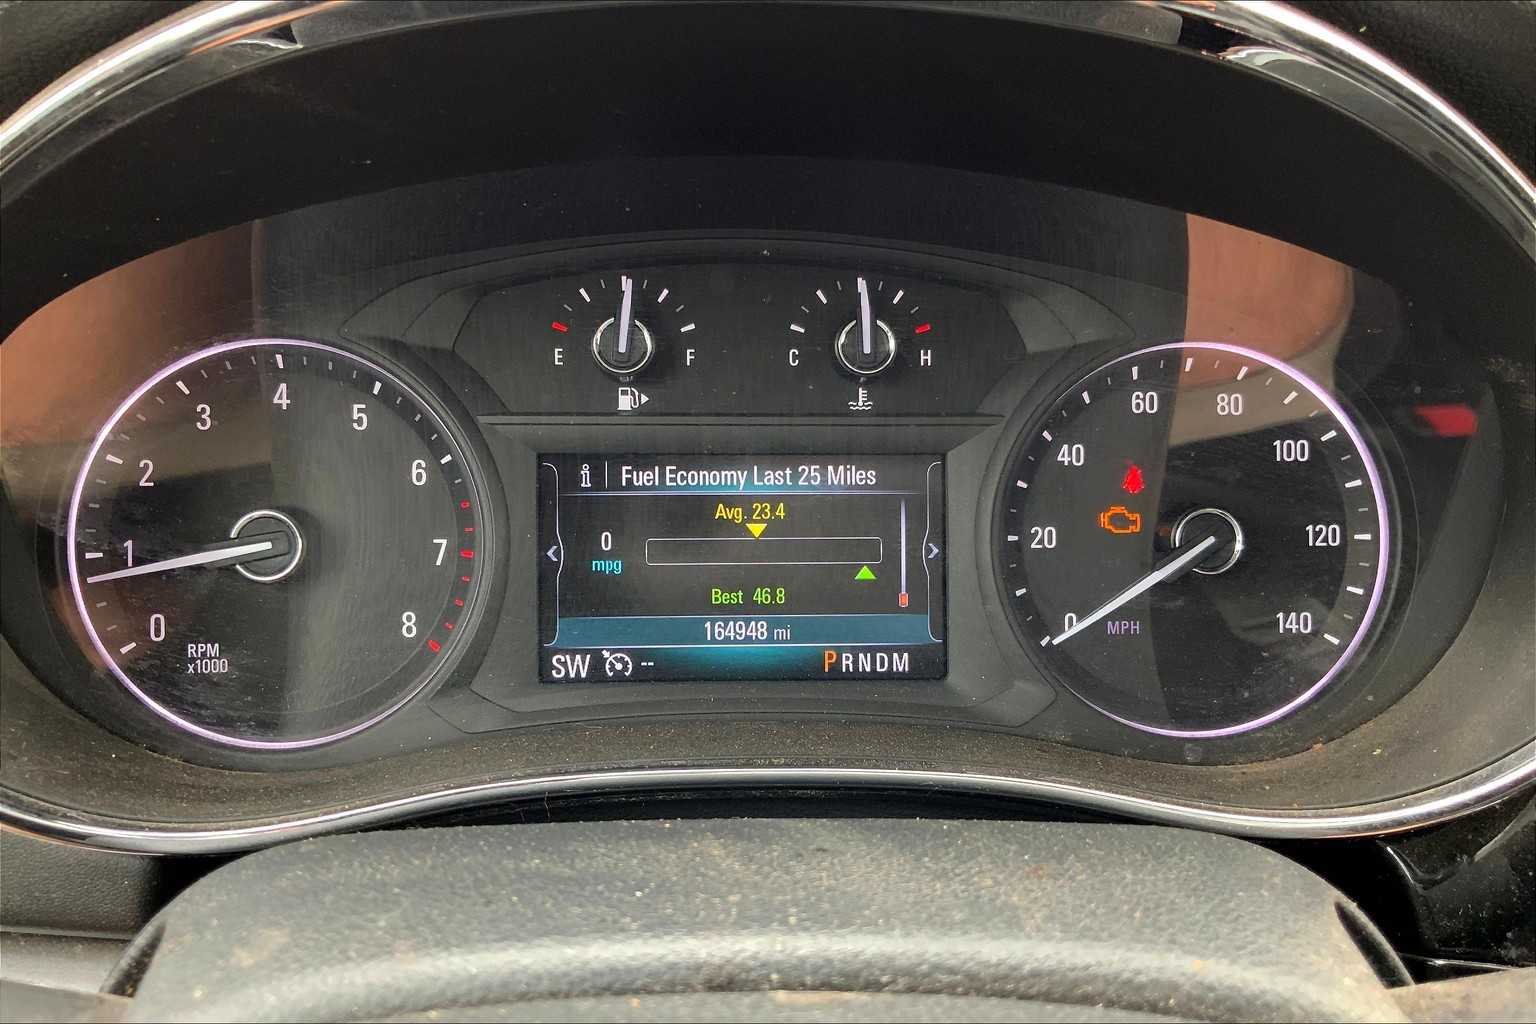 E F
C H
0 1 2 3 4 5 6 7 8
RPM
x1000
i Fuel Economy Last 25 Miles
Avg. 23.4
0
mpg
Best 46.8
164948 mi
SW -- PRNDM
0 20 40 60 80 100 120 140
MPH